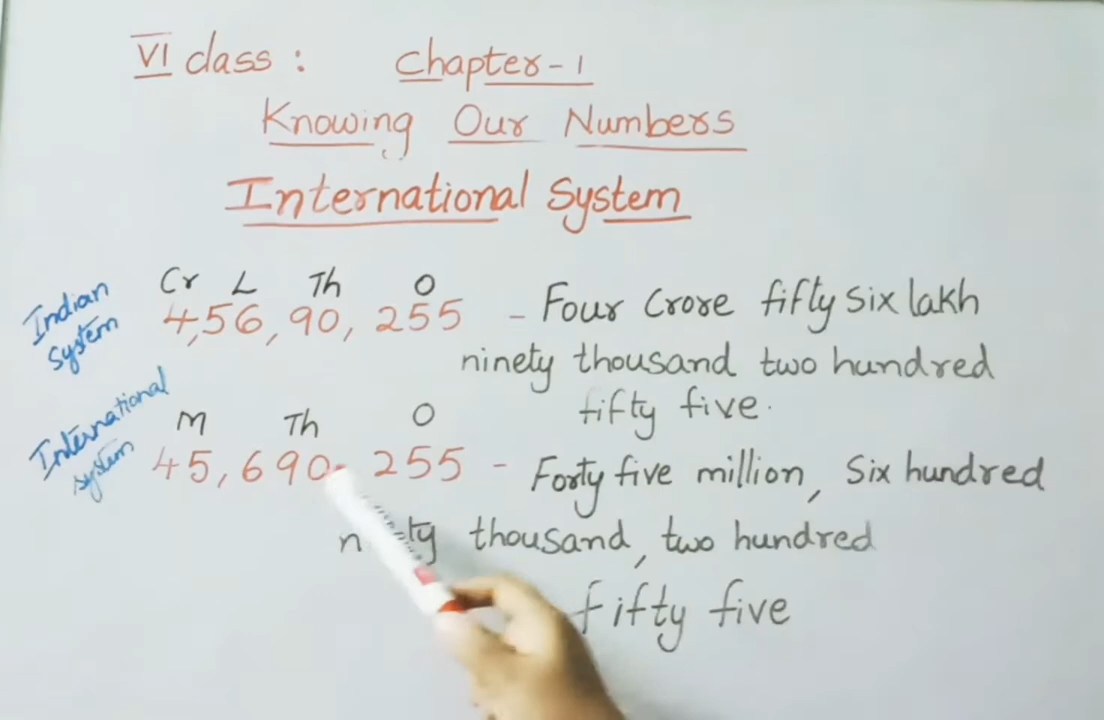 VI class : Chapter-1
Knowing Our Numbers
International System
Indian System
Cr L Th O
4,56,90,255 - Four Crore fifty six lakh
ninety thousand two hundred
fifty five.
International system
M Th O
45,690 255 - Forty five million, Six hundred
thousand, two hundred
fifty five